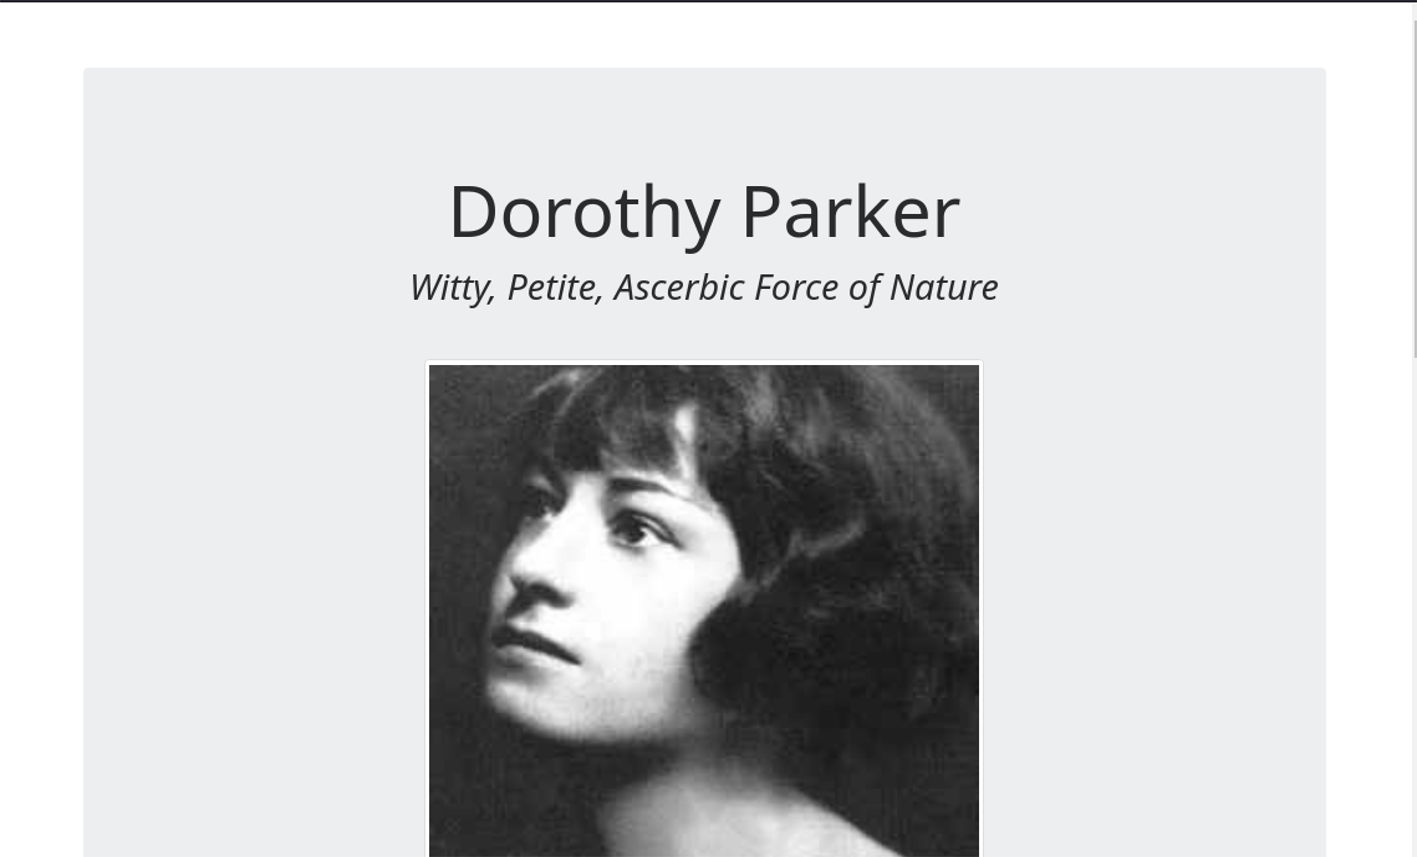 Dorothy Parker
Witty, Petite, Ascerbic Force of Nature